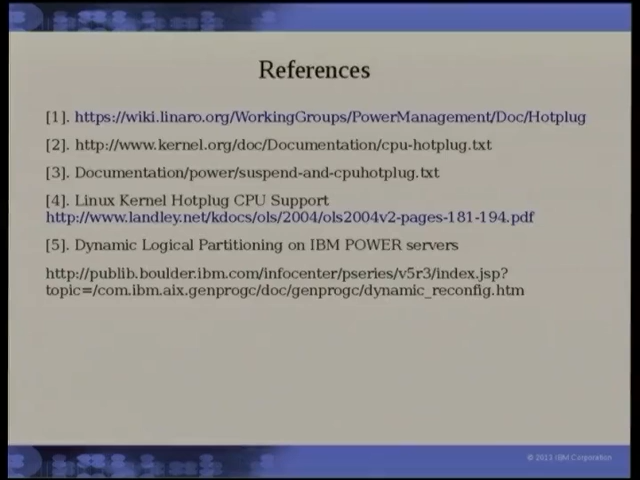 References
[1]. https://wiki.linaro.org/WorkingGroups/PowerManagement/Doc/Hotplug
[2]. http://www.kernel.org/doc/Documentation/cpu-hotplug.txt
[3]. Documentation/power/suspend-and-cpuhotplug.txt
[4]. Linux Kernel Hotplug CPU Support
http://www.landley.net/kdocs/ols/2004/ols2004v2-pages-181-194.pdf
[5]. Dynamic Logical Partitioning on IBM POWER servers
http://publib.boulder.ibm.com/infocenter/pseries/v5r3/index.jsp?
topic=/com.ibm.aix.genprogc/doc/genprogc/dynamic_reconfig.htm
© 2013 IBM Corporation